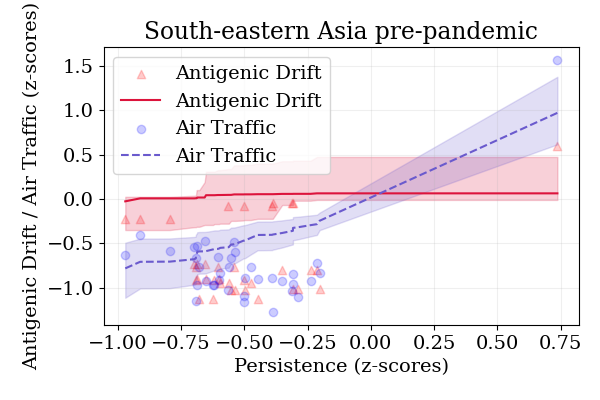 South-eastern Asia pre-pandemic
Antigenic Drift / Air Traffic (z-scores)
1.5
1.0
0.5
0.0
−0.5
−1.0
Antigenic Drift
Antigenic Drift
Air Traffic
Air Traffic
−1.00 −0.75 −0.50 −0.25 0.00 0.25 0.50 0.75
Persistence (z-scores)